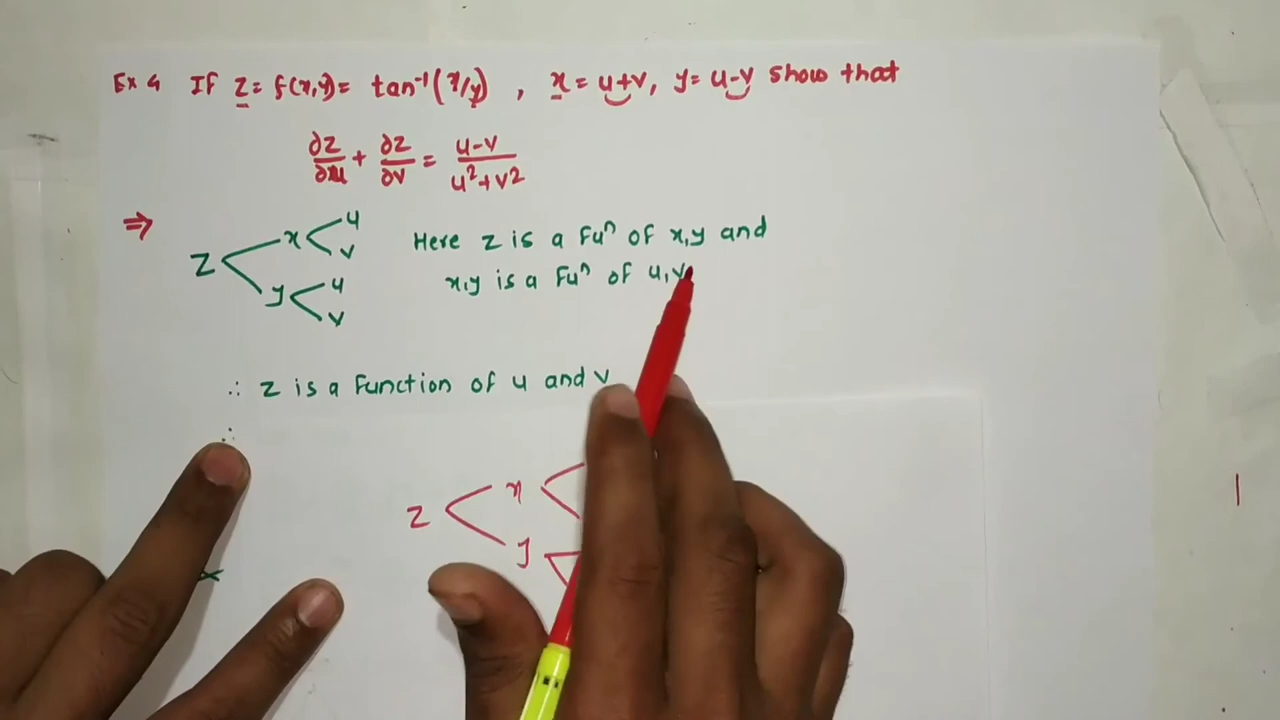 Ex 4 If z = f(x,y) = tan⁻¹(x/y) , x = u+v, y = u-v show that
∂z/∂u + ∂z/∂v = u-v/u²+v²
⇒ z x u v y u v
Here z is a Fuⁿ of x,y and
x,y is a Fuⁿ of u,v
∴ z is a Function of u and v
∴
z x y